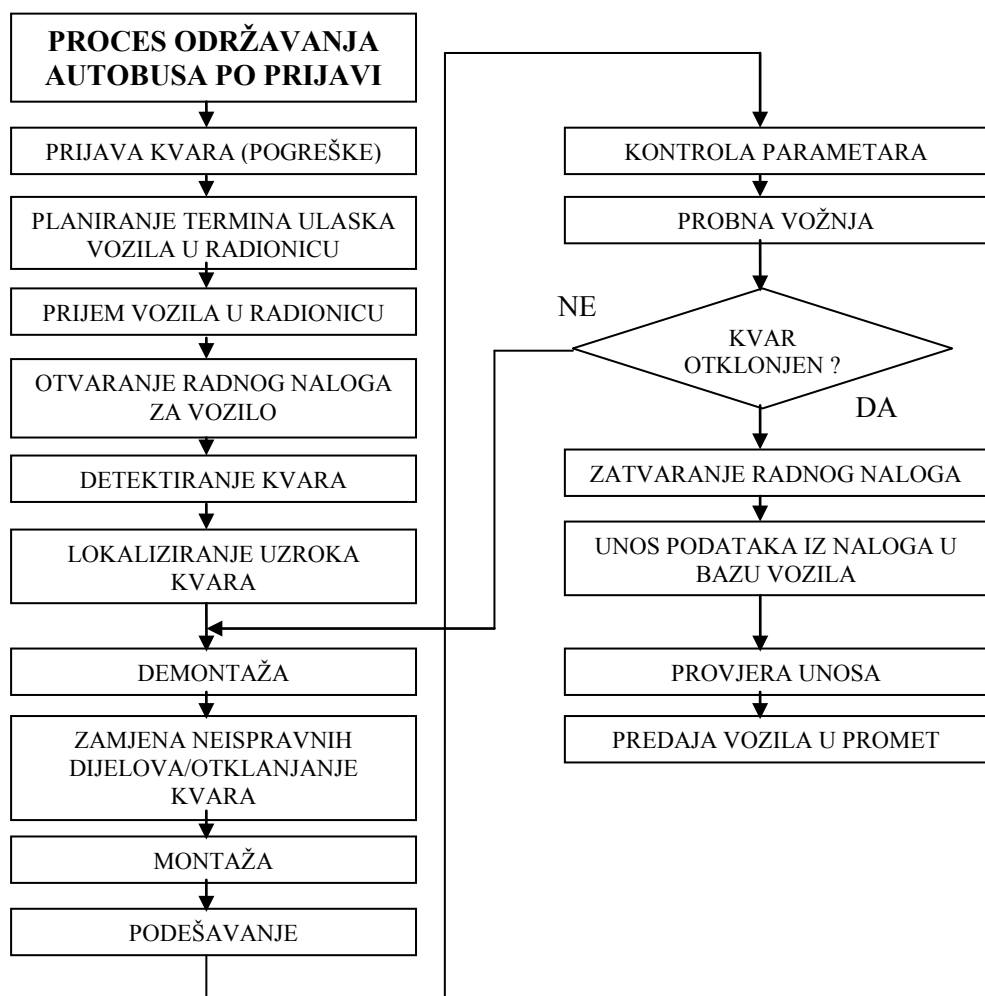 PROCES ODRŽAVANJA
AUTOBUSA PO PRIJAVI
PRIJAVA KVARA (POGREŠKE)
PLANIRANJE TERMINA ULASKA
VOZILA U RADIONICU
PRIJEM VOZILA U RADIONICU
OTVARANJE RADNOG NALOGA
ZA VOZILO
DETEKTIRANJE KVARA
LOKALIZIRANJE UZROKA
KVARA
DEMONTAŽA
ZAMJENA NEISPRAVNIH
DIJELOVA/OTKLANJANJE
KVARA
MONTAŽA
PODEŠAVANJE
KONTROLA PARAMETARA
PROBNA VOŽNJA
NE
KVAR
OTKLONJEN ?
DA
ZATVARANJE RADNOG NALOGA
UNOS PODATAKA IZ NALOGA U
BAZU VOZILA
PROVJERA UNOSA
PREDAJA VOZILA U PROMET